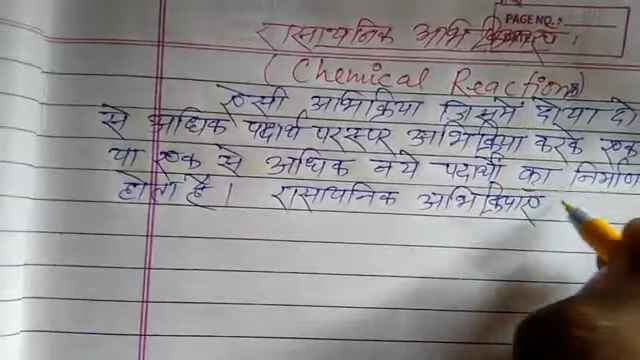 PAGE NO.:
रासायनिक अभिक्रियाएं
(Chemical Reactions)
एसी अभिक्रिया जिसमें दो या दो
से अधिक पदार्थ परस्पर अभिक्रिया करके एक
या एक से अधिक नये पदार्थो का निर्माण
होता है। रासायनिक अभिक्रियाए